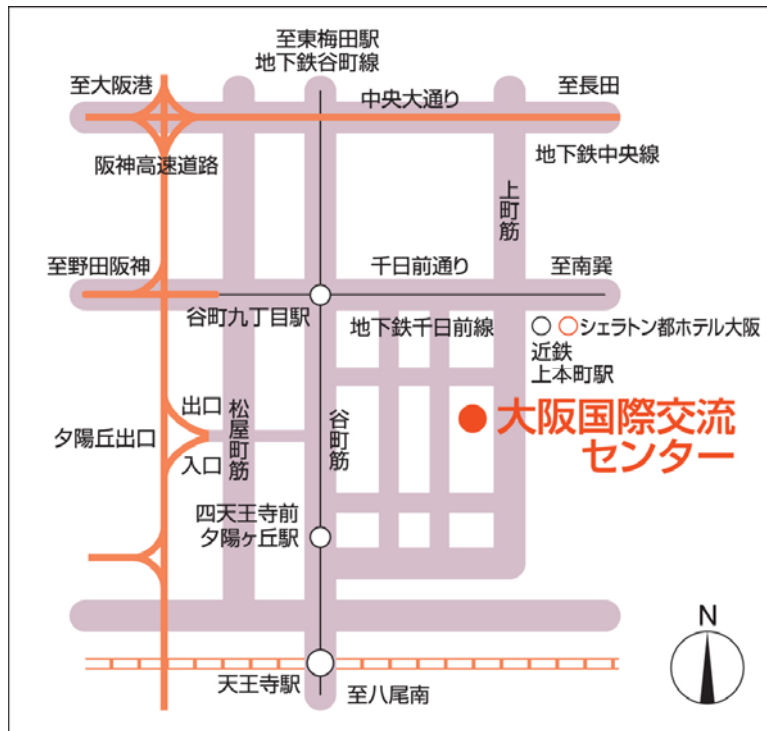 至東梅田駅
地下鉄谷町線
至大阪港
中央大通り
至長田
阪神高速道路
地下鉄中央線
上町筋
至野田阪神
千日前通り
至南巽
谷町九丁目駅
地下鉄千日前線
シェラトン都ホテル大阪
近鉄
上本町駅
出口
松屋町筋
谷町筋
大阪国際交流
センター
夕陽丘出口
入口
四天王寺前
夕陽ヶ丘駅
N
天王寺駅
至八尾南